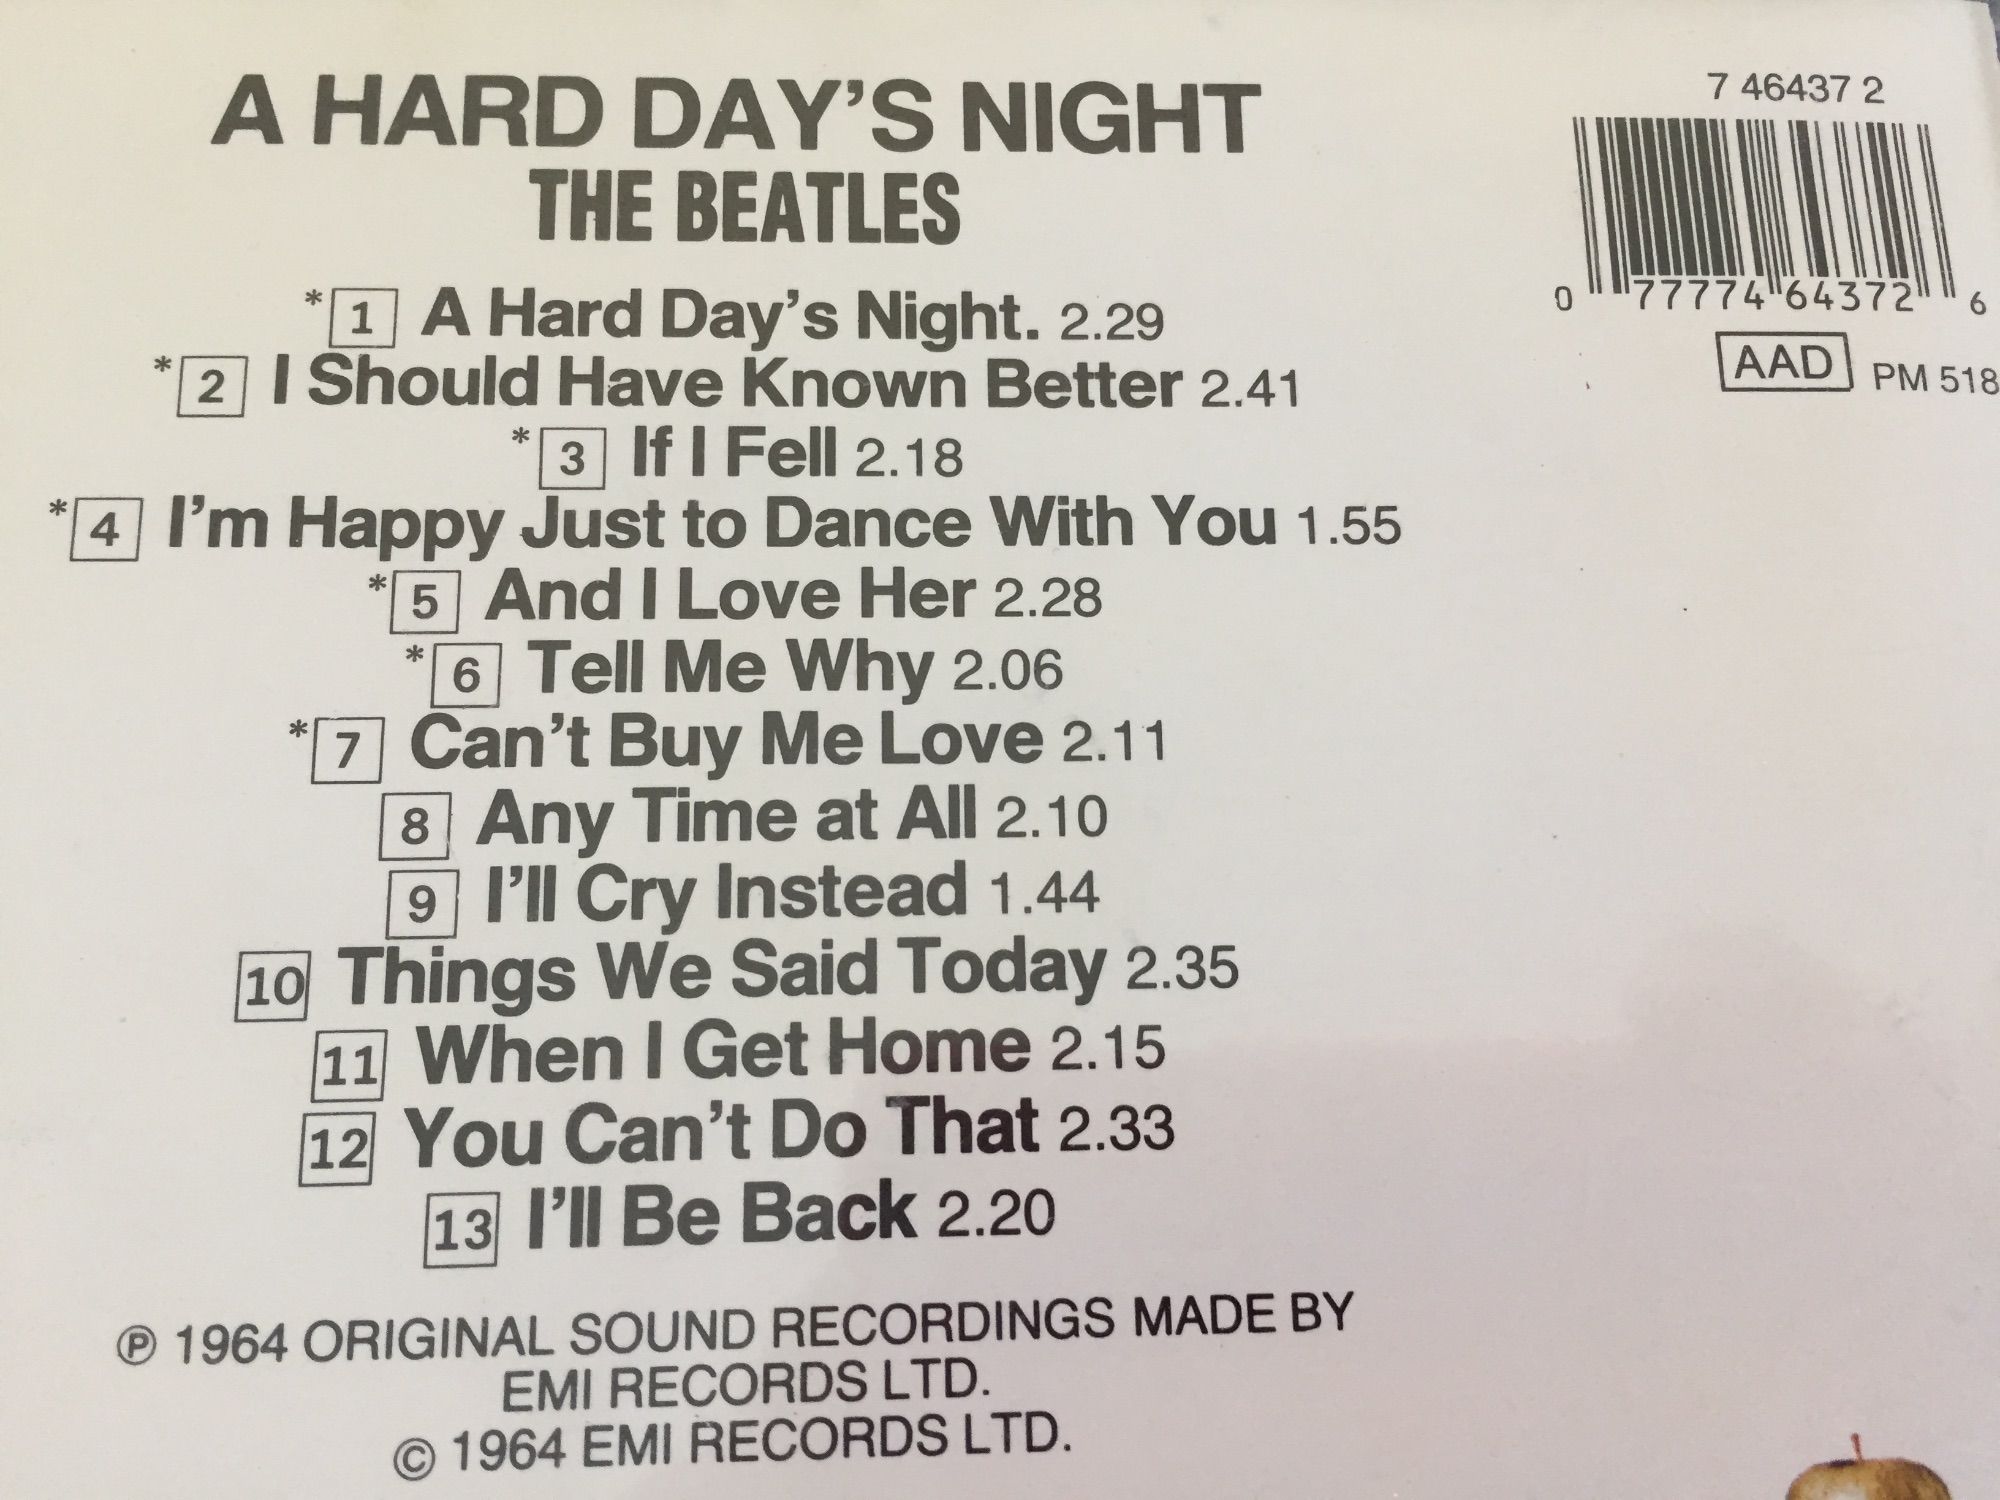 A HARD DAY'S NIGHT
THE BEATLES
*1 A Hard Day's Night. 2.29
*2 I Should Have Known Better 2.41
*3 If I Fell 2.18
*4 I'm Happy Just to Dance With You 1.55
*5 And I Love Her 2.28
*6 Tell Me Why 2.06
*7 Can't Buy Me Love 2.11
8 Any Time at All 2.10
9 I'll Cry Instead 1.44
10 Things We Said Today 2.35
11 When I Get Home 2.15
12 You Can't Do That 2.33
13 I'll Be Back 2.20
℗ 1964 ORIGINAL SOUND RECORDINGS MADE BY
EMI RECORDS LTD.
© 1964 EMI RECORDS LTD.
7 46437 2
0 77774 64372 6
AAD PM 518